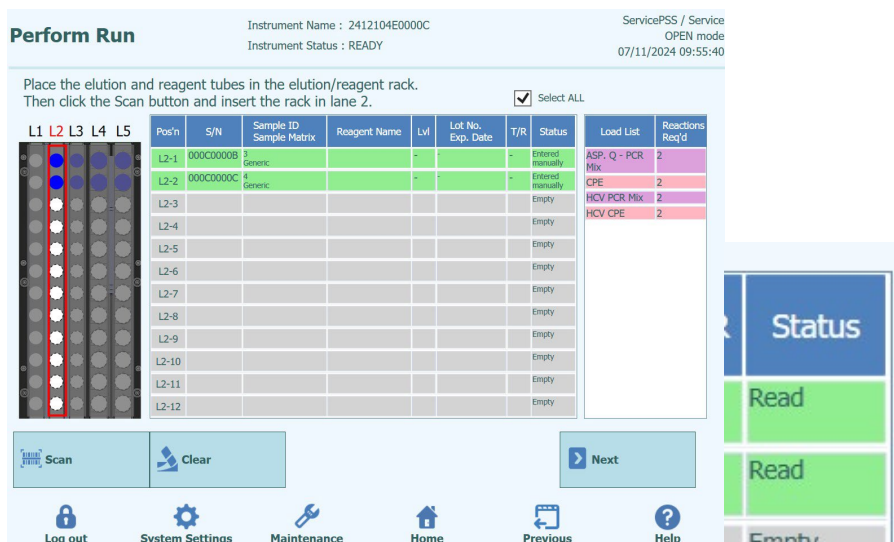 Perform Run
Instrument Name : 2412104E0000C
Instrument Status : READY
ServicePSS / Service
OPEN mode
07/11/2024 09:55:40
Place the elution and reagent tubes in the elution/reagent rack.
Then click the Scan button and insert the rack in lane 2.
Select ALL
L1 L2 L3 L4 L5
Pos'n S/N Sample ID Sample Matrix Reagent Name Lvl Lot No. Exp. Date T/R Status
L2-1 000C0000B 3 Generic - - - Entered manually
L2-2 000C0000C 4 Generic - - - Entered manually
L2-3 Empty
L2-4 Empty
L2-5 Empty
L2-6 Empty
L2-7 Empty
L2-8 Empty
L2-9 Empty
L2-10 Empty
L2-11 Empty
L2-12 Empty
Load List Reactions Req'd
ASP. Q - PCR Mix 2
CPE 2
HCV PCR Mix 2
HCV CPE 2
Status
Read
Read
Empty
Scan
Clear
Next
Log out
System Settings
Maintenance
Home
Previous
Help